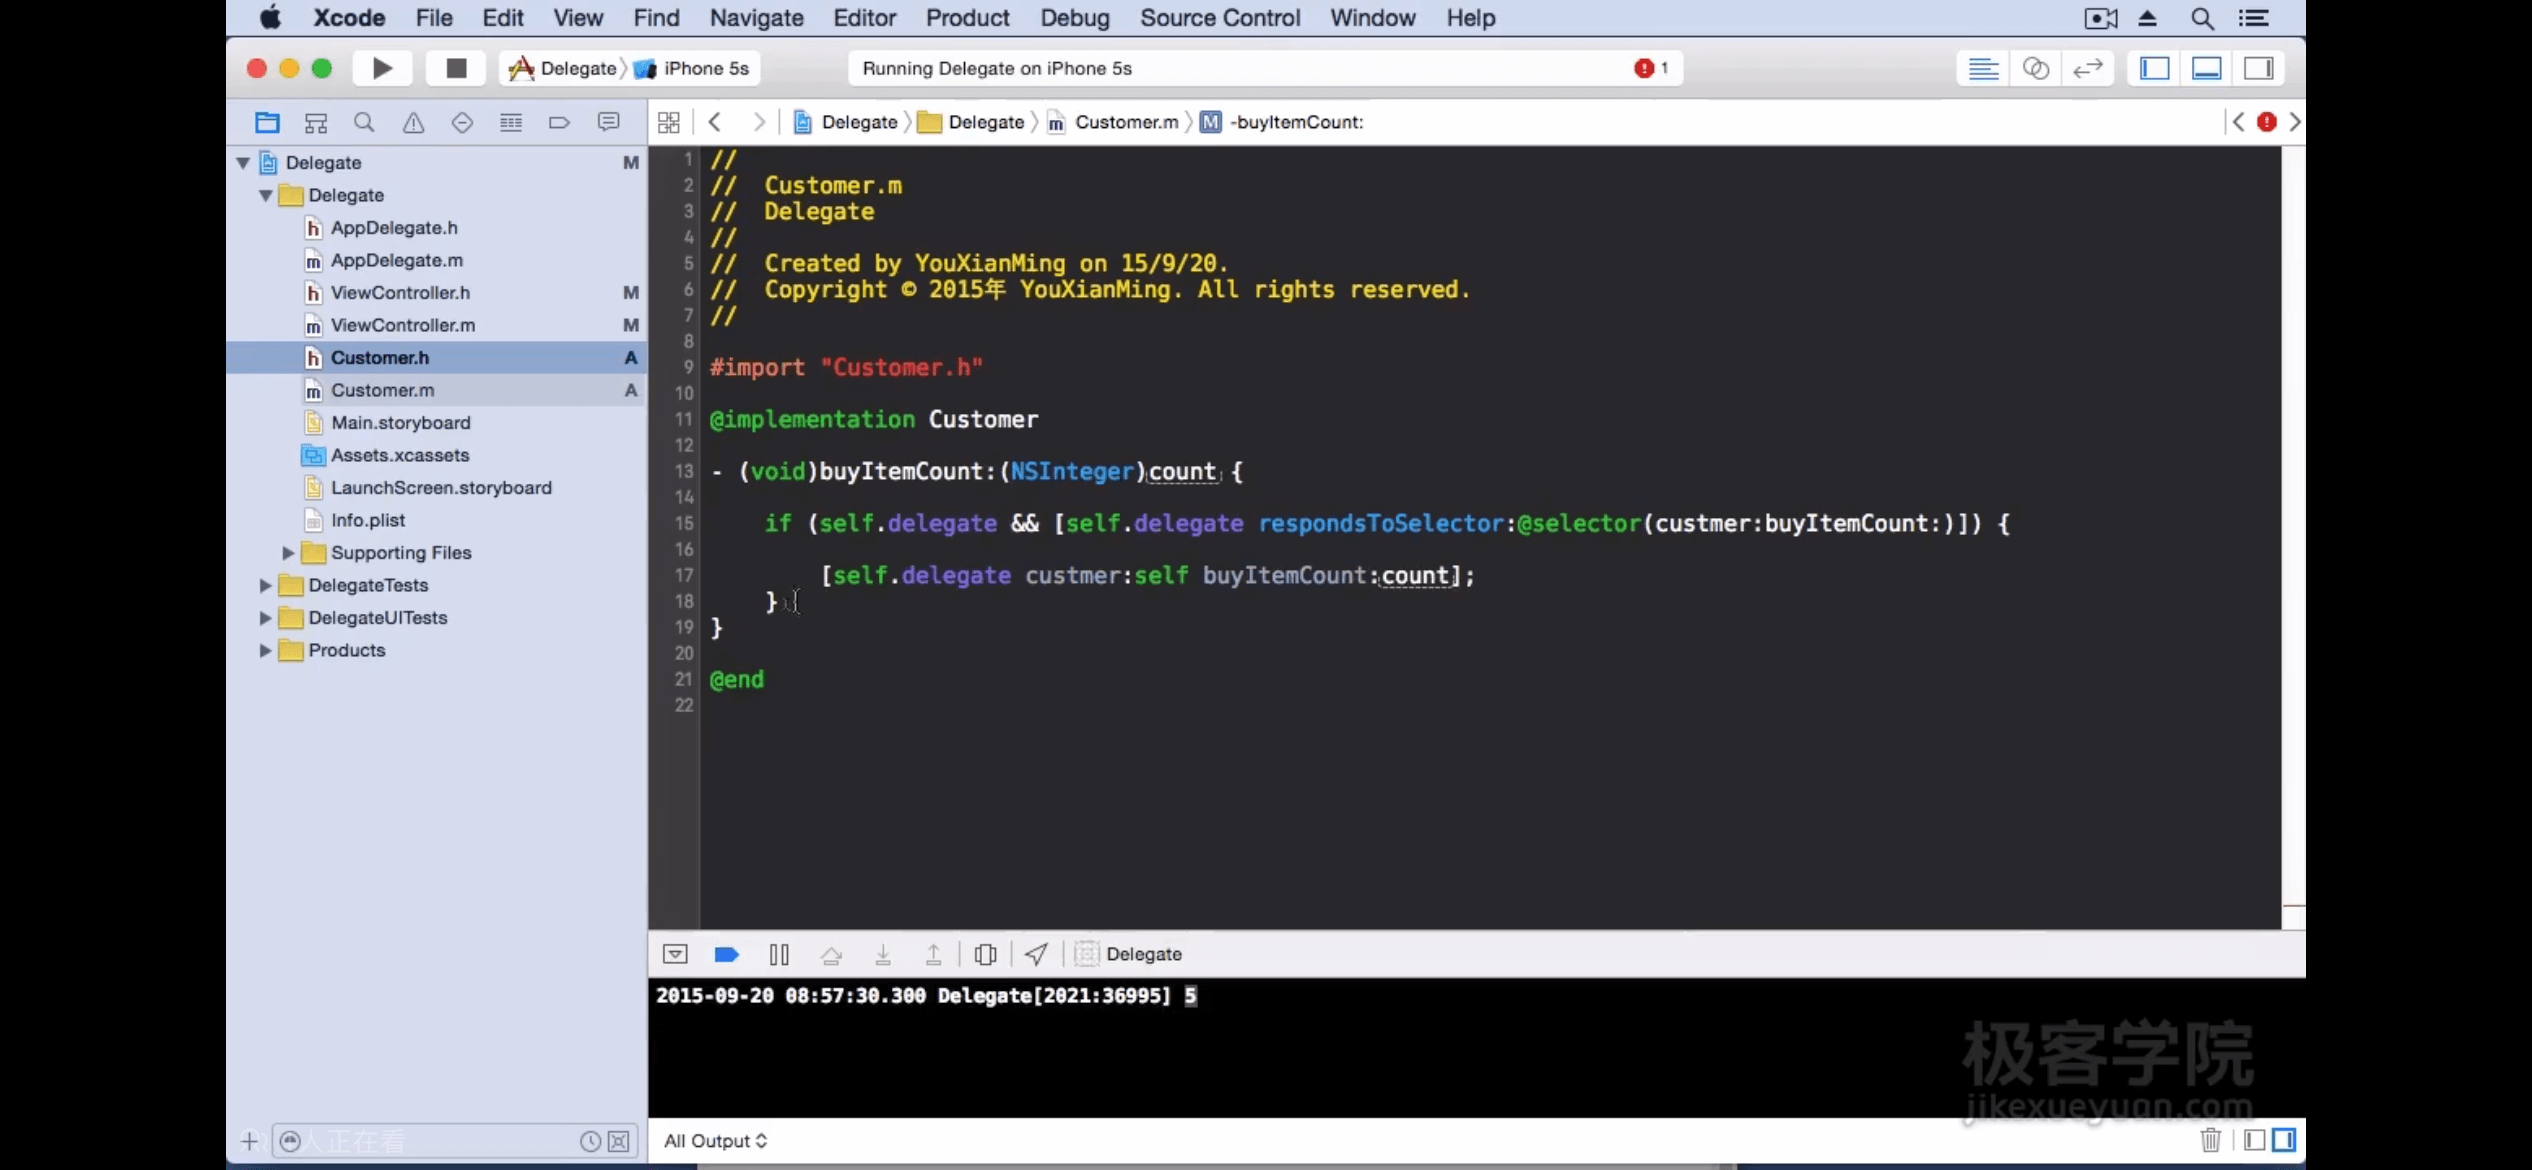 Xcode File Edit View Find Navigate Editor Product Debug Source Control Window Help
Delegate iPhone 5s Running Delegate on iPhone 5s 1
Delegate Delegate Customer.m M -buyItemCount:
Delegate M
Delegate
h AppDelegate.h
m AppDelegate.m
h ViewController.h M
m ViewController.m M
h Customer.h A
m Customer.m A
Main.storyboard
Assets.xcassets
LaunchScreen.storyboard
Info.plist
Supporting Files
DelegateTests
DelegateUITests
Products
人正在看
1 //
2 //  Customer.m
3 //  Delegate
4 //
5 //  Created by YouXianMing on 15/9/20.
6 //  Copyright © 2015年 YouXianMing. All rights reserved.
7 //
8
9 #import "Customer.h"
10
11 @implementation Customer
12
13 - (void)buyItemCount:(NSInteger)count {
14
15     if (self.delegate && [self.delegate respondsToSelector:@selector(custmer:buyItemCount:)]) {
16
17         [self.delegate custmer:self buyItemCount:count];
18     }
19 }
20
21 @end
22
Delegate
2015-09-20 08:57:30.300 Delegate[2021:36995] 5
极客学院
jikexueyuan.com
All Output